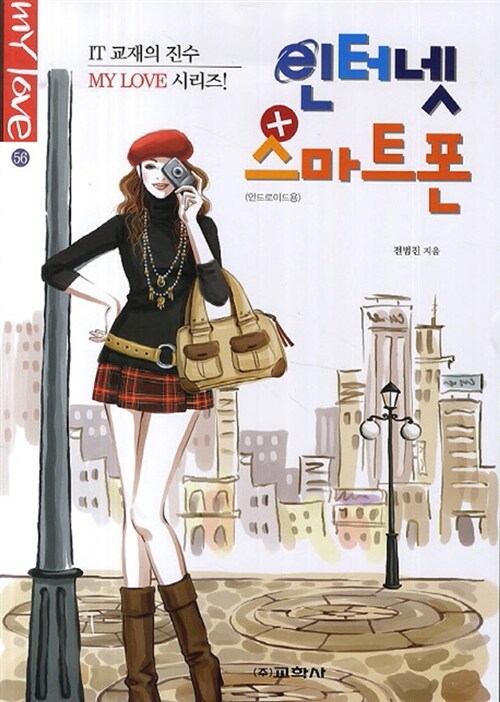 my love
56
IT 교재의 진수
MY LOVE 시리즈!
인터넷
+
스마트폰
(안드로이드용)
전범진 지음
(주)교학사